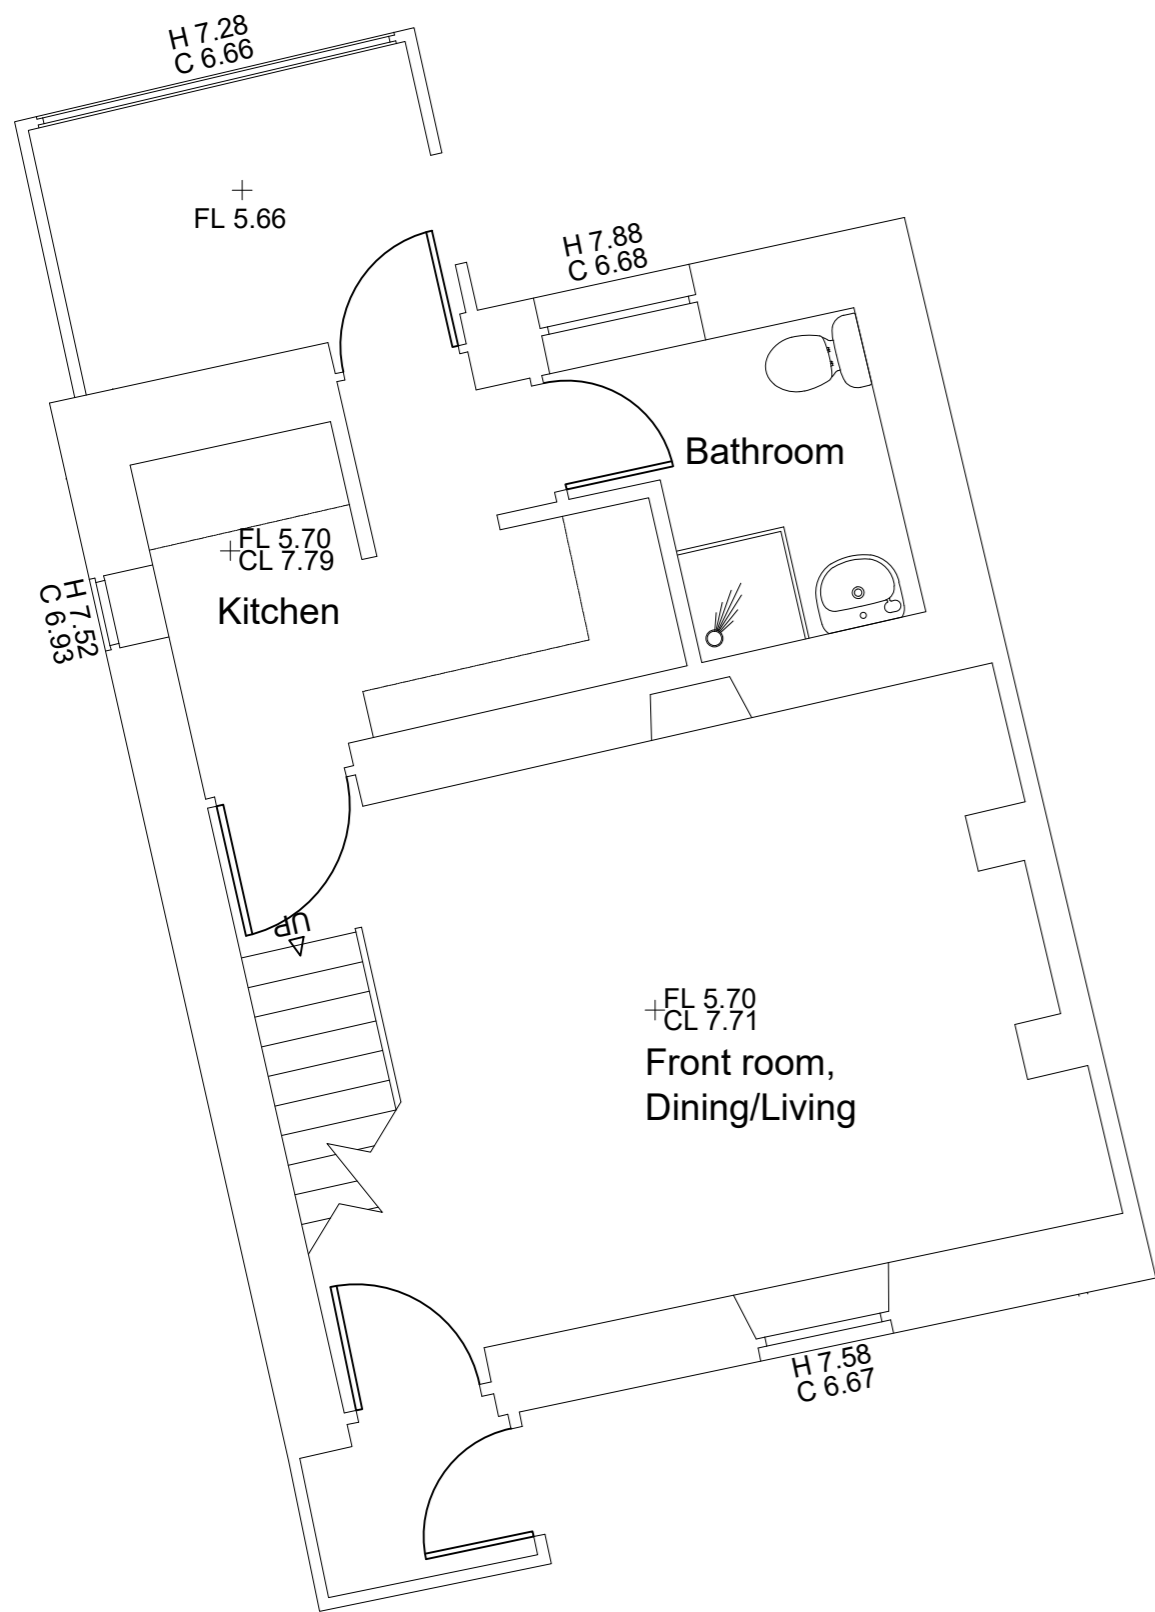 H 7.28
C 6.66
FL 5.66
H 7.88
C 6.68
Bathroom
FL 5.70
CL 7.79
Kitchen
H 7.52
C 6.93
UP
FL 5.70
CL 7.71
Front room,
Dining/Living
H 7.58
C 6.67